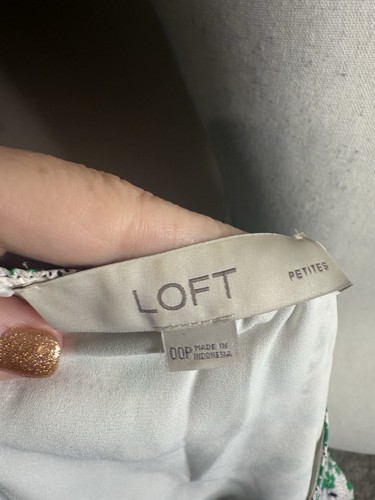 LOFT
PETITES
00P MADE IN
INDONESIA